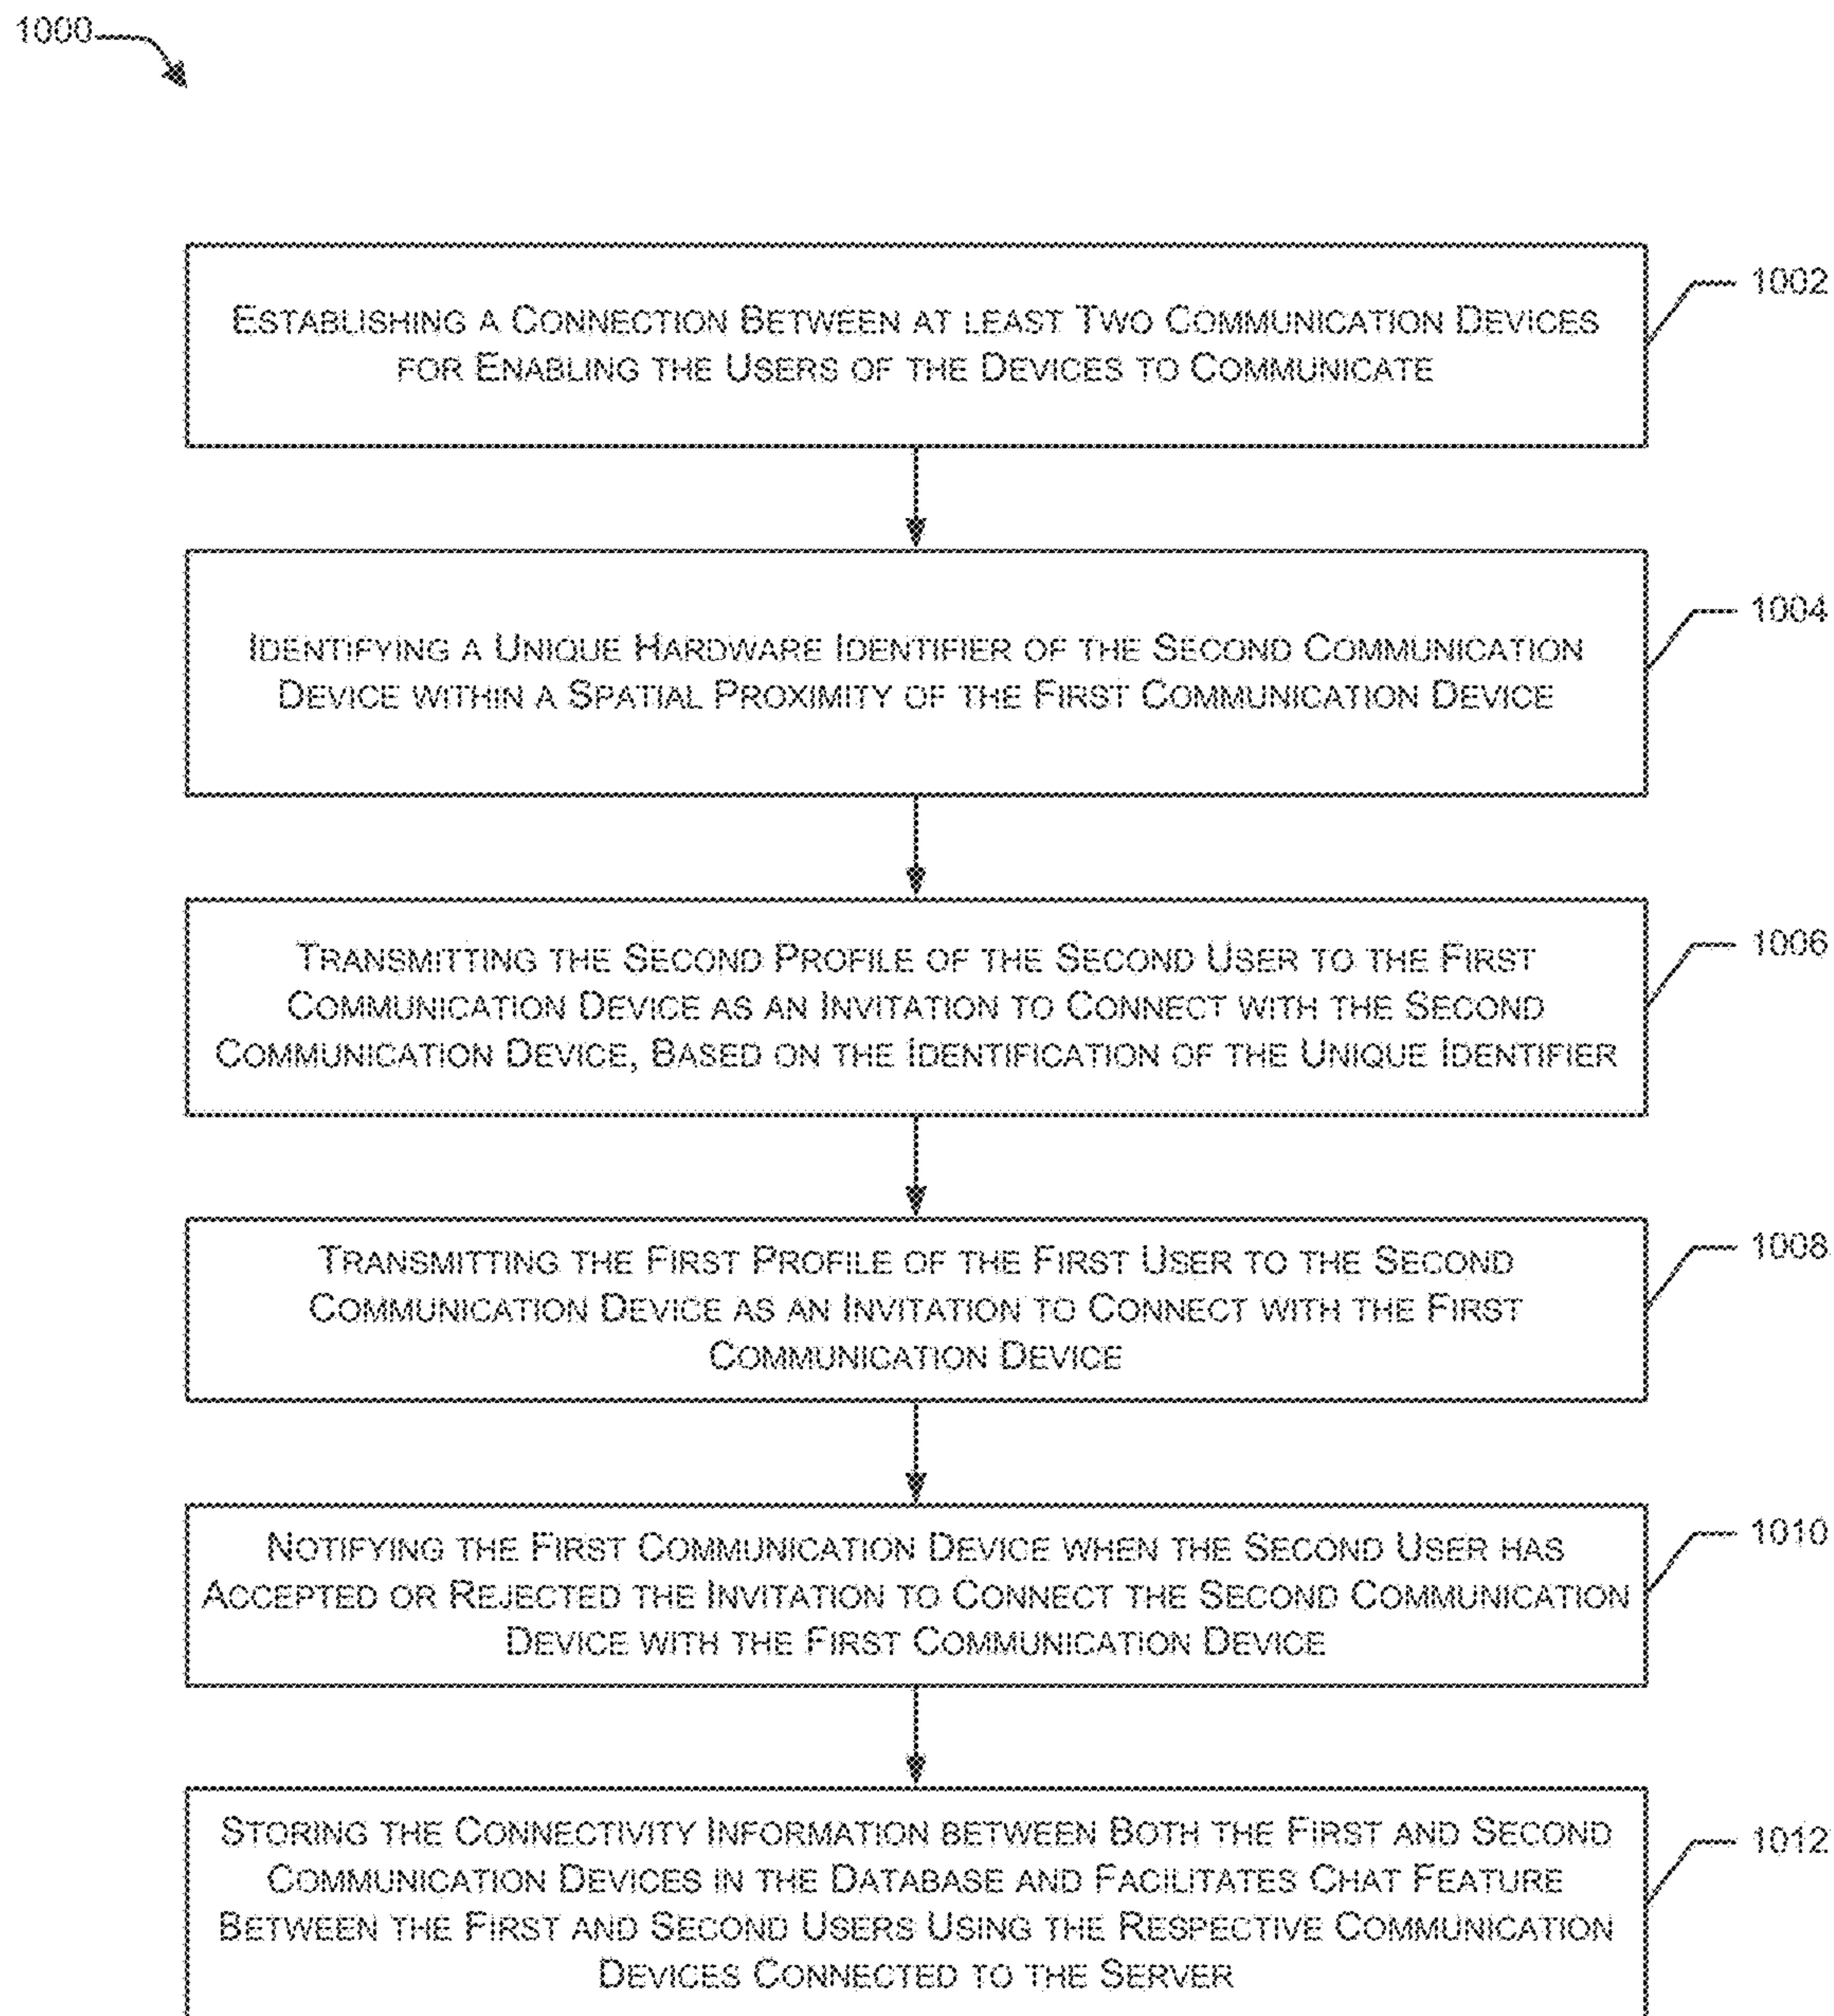 1000
ESTABLISHING A CONNECTION BETWEEN AT LEAST TWO COMMUNICATION DEVICES
FOR ENABLING THE USERS OF THE DEVICES TO COMMUNICATE
1002
IDENTIFYING A UNIQUE HARDWARE IDENTIFIER OF THE SECOND COMMUNICATION
DEVICE WITHIN A SPATIAL PROXIMITY OF THE FIRST COMMUNICATION DEVICE
1004
TRANSMITTING THE SECOND PROFILE OF THE SECOND USER TO THE FIRST
COMMUNICATION DEVICE AS AN INVITATION TO CONNECT WITH THE SECOND
COMMUNICATION DEVICE, BASED ON THE IDENTIFICATION OF THE UNIQUE IDENTIFIER
1006
TRANSMITTING THE FIRST PROFILE OF THE FIRST USER TO THE SECOND
COMMUNICATION DEVICE AS AN INVITATION TO CONNECT WITH THE FIRST
COMMUNICATION DEVICE
1008
NOTIFYING THE FIRST COMMUNICATION DEVICE WHEN THE SECOND USER HAS
ACCEPTED OR REJECTED THE INVITATION TO CONNECT THE SECOND COMMUNICATION
DEVICE WITH THE FIRST COMMUNICATION DEVICE
1010
STORING THE CONNECTIVITY INFORMATION BETWEEN BOTH THE FIRST AND SECOND
COMMUNICATION DEVICES IN THE DATABASE AND FACILITATES CHAT FEATURE
BETWEEN THE FIRST AND SECOND USERS USING THE RESPECTIVE COMMUNICATION
DEVICES CONNECTED TO THE SERVER
1012